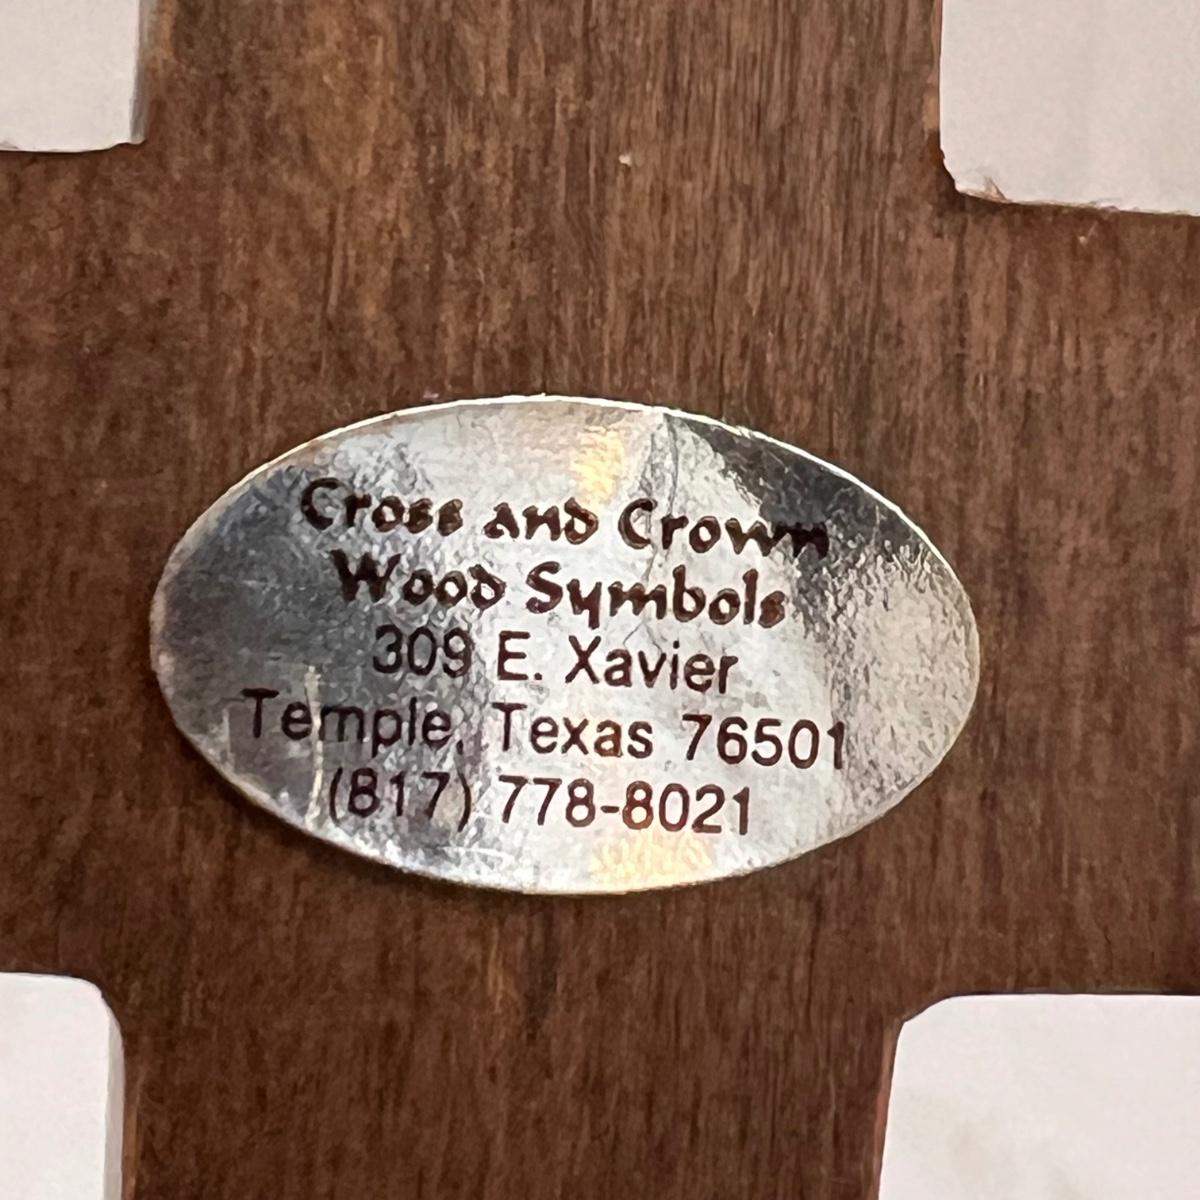 Cross and Crown
Wood Symbols
309 E. Xavier
Temple, Texas 76501
(817) 778-8021